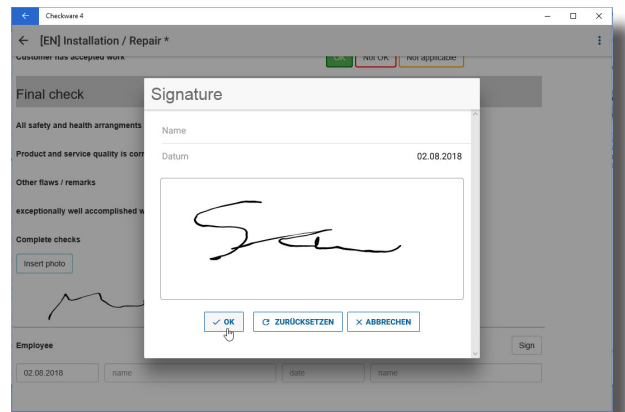 Checkware 4
[EN] Installation / Repair *
Customer has accepted work OK Not OK Not applicable
Final check
Signature
All safety and health arrangments
Name
Product and service quality is corr
Datum 02.08.2018
Other flaws / remarks
exceptionally well accomplished w
Complete checks
Insert photo
OK ZURÜCKSETZEN ABBRECHEN
Employee Sign
02.08.2018 name date name